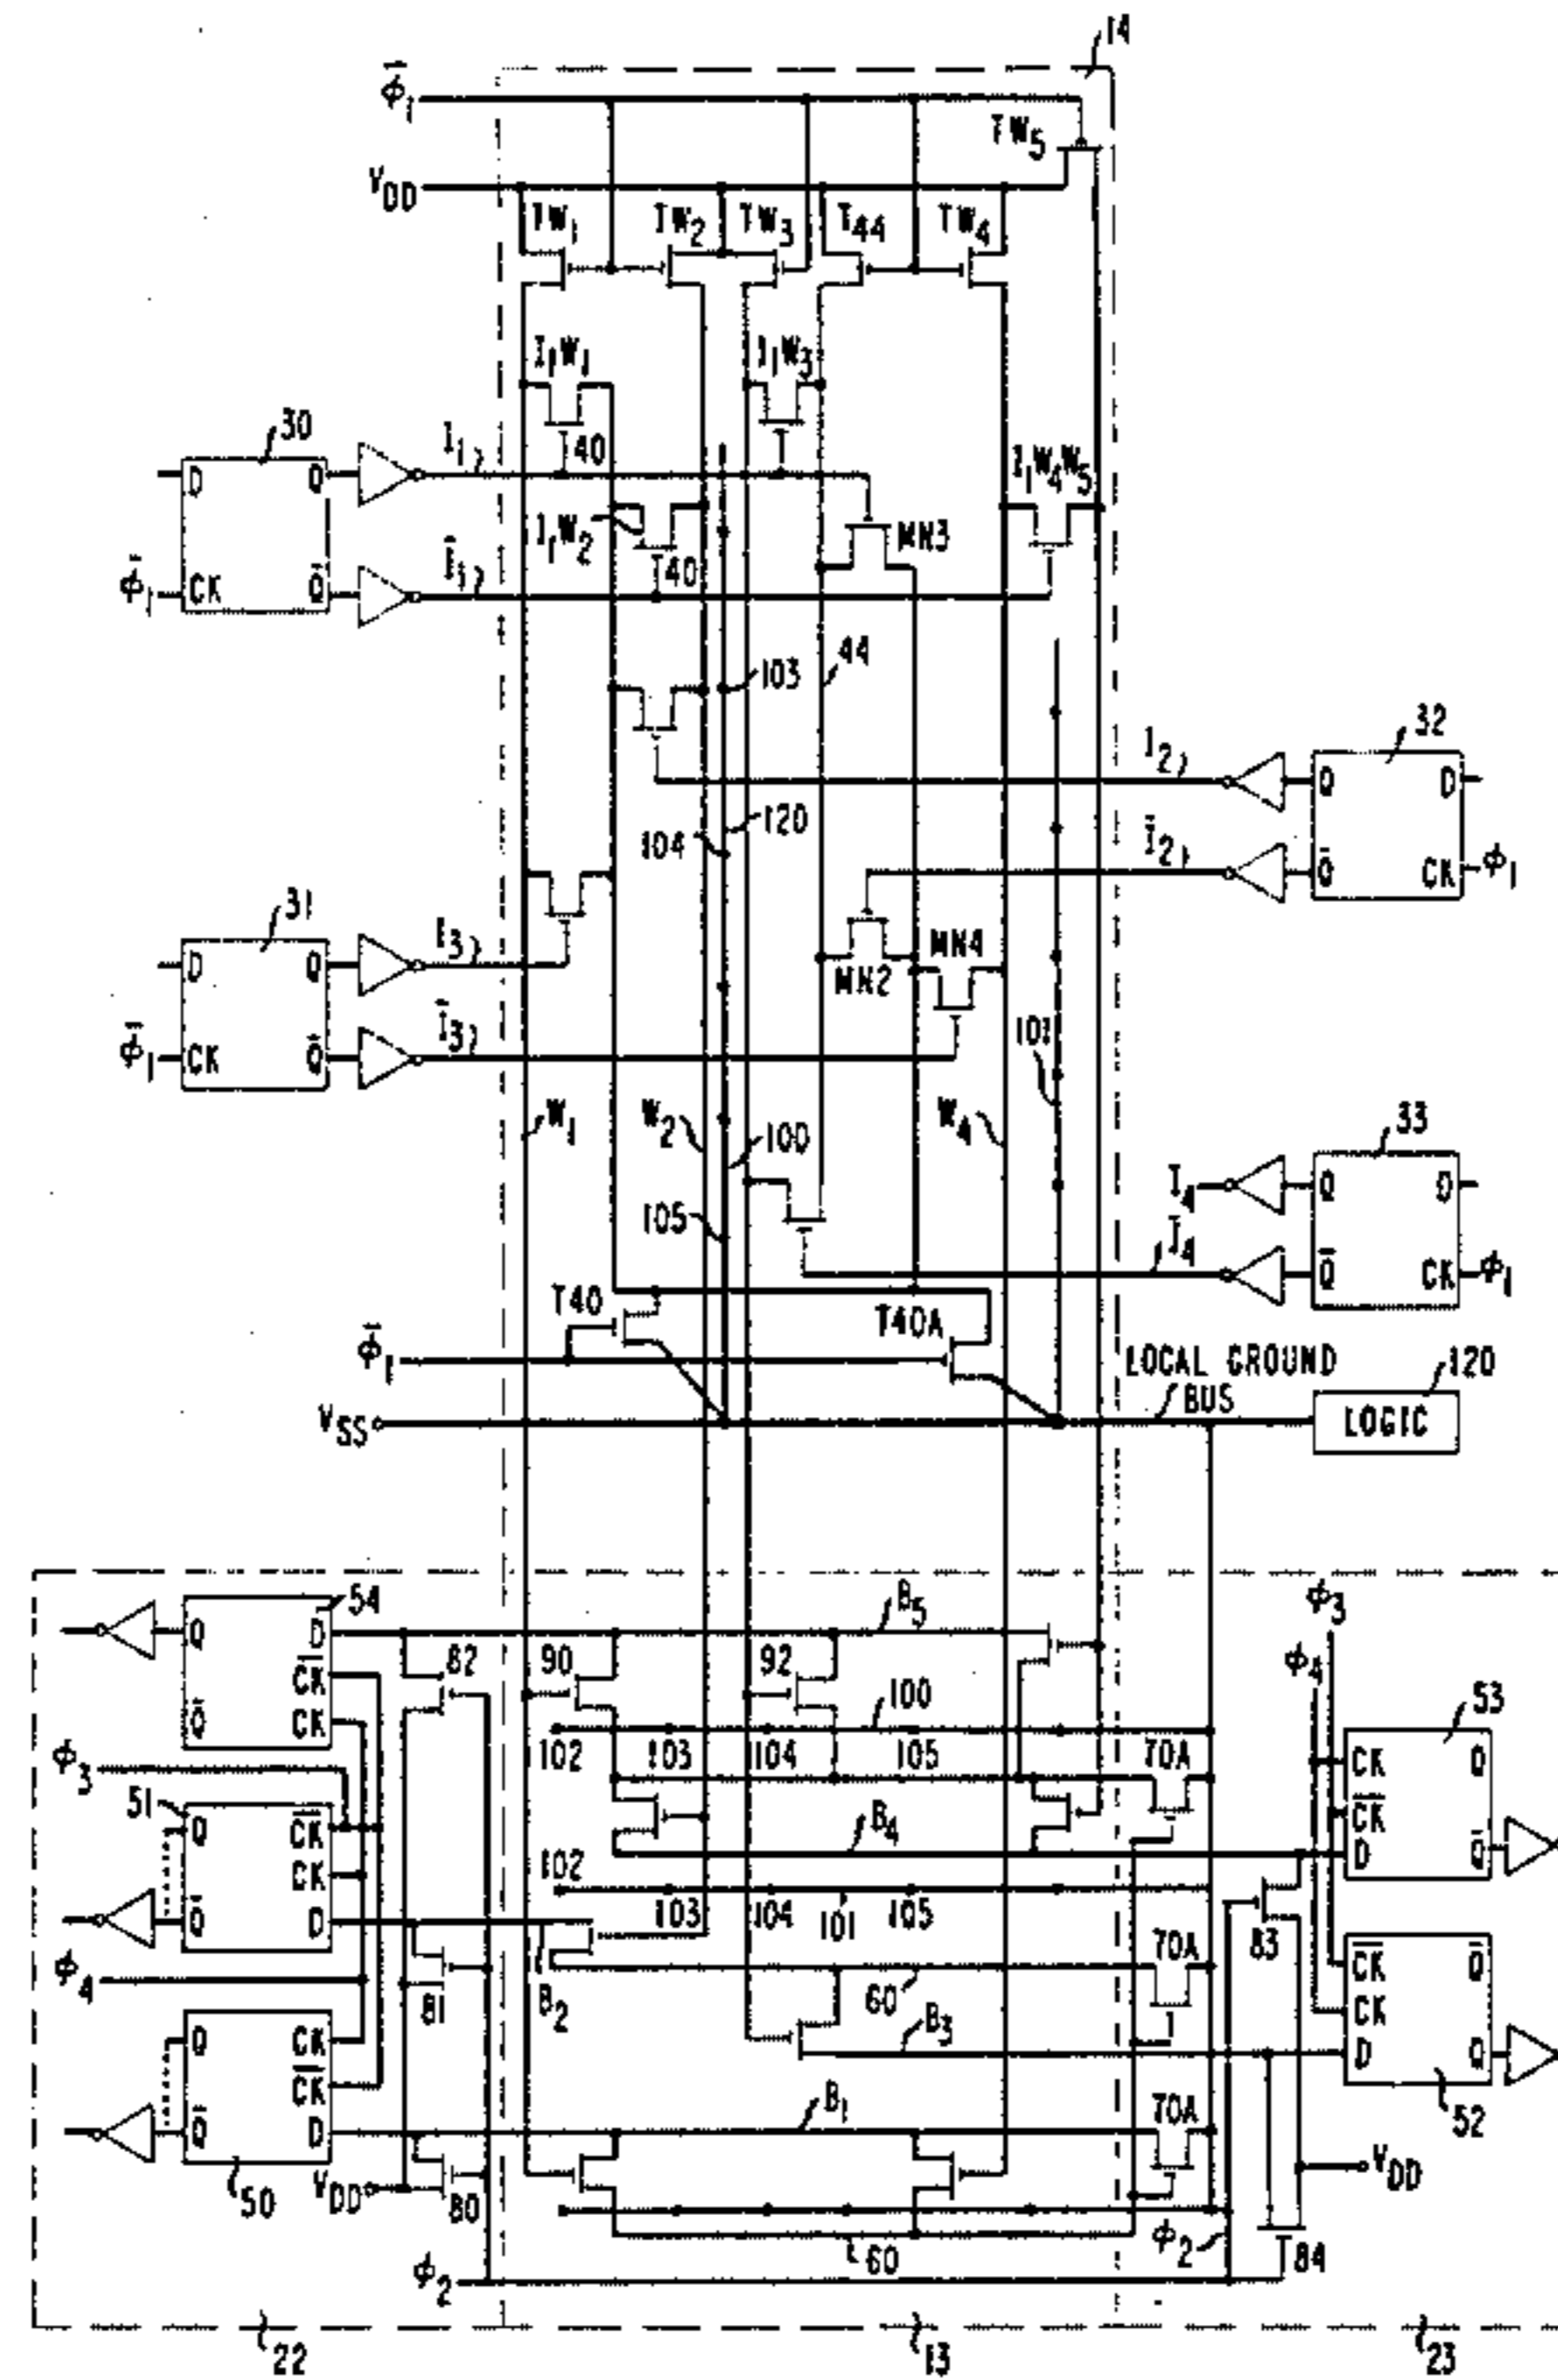 14
ϕ̄1
TW5
VDD
TW1
TW2
TW3
T44
TW4
I1W1
I1W3
30
I1
40
D
Q
I1W4W5
I1W2
MN3
ϕ̄1
CK
Q̄
Ī1
T40
44
103
32
I2
Q
D
120
104
Ī2
Q̄
CK
ϕ1
31
I3
D
Q
MN2
MN4
101
ϕ̄1
CK
Q̄
Ī3
W1
W2
100
W4
33
I4
Q
D
105
Ī4
Q̄
CK
ϕ1
T40
T40A
ϕ̄1
LOCAL GROUND
BUS
120
VSS
LOGIC
54
B5
ϕ3
Q
D
90
92
82
ϕ4
CK
Q̄
CK
100
53
102
103
104
105
70A
CK
Q
ϕ3
51
Q
CK
CK
CK
B4
D
Q̄
102
103
104
101
105
Q̄
D
83
70A
CK
Q̄
ϕ4
81
B2
60
CK
Q
CK
B3
D
Q
CK
52
B1
70A
Q̄
D
50
VDD
80
VDD
60
ϕ2
84
ϕ2
22
13
23